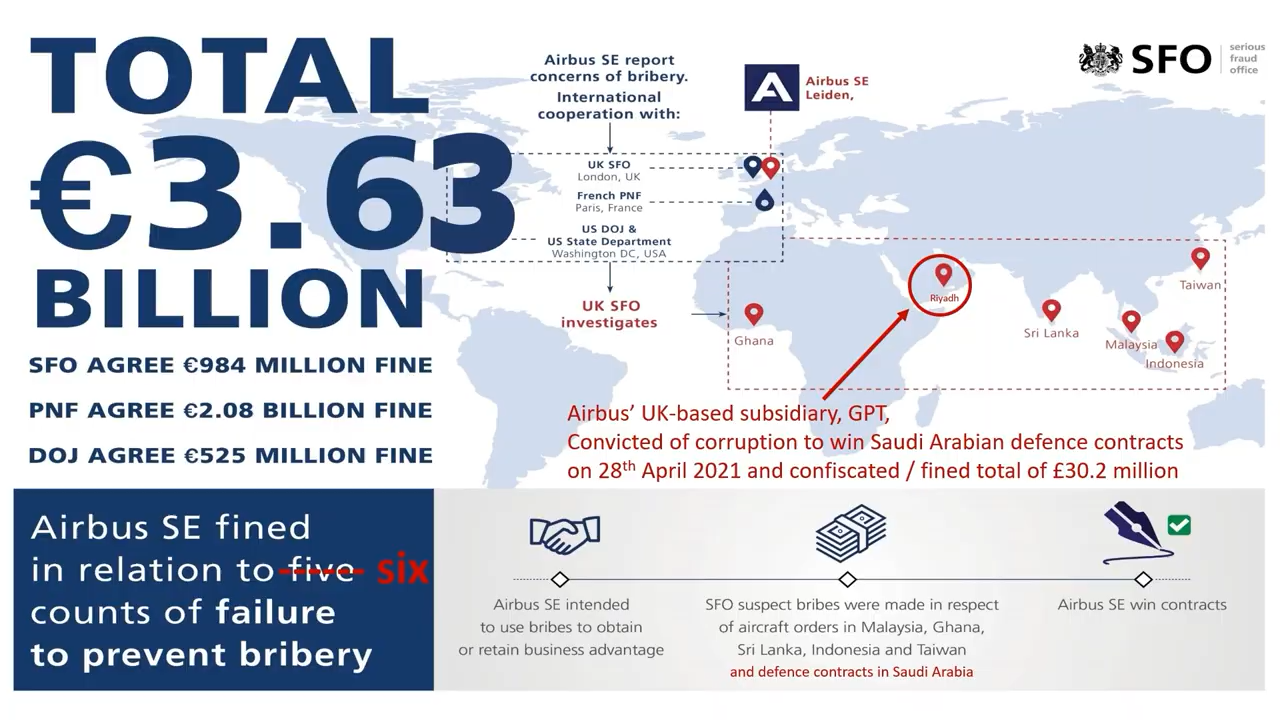 TOTAL
€3.63
BILLION
SFO AGREE €984 MILLION FINE
PNF AGREE €2.08 BILLION FINE
DOJ AGREE €525 MILLION FINE
Airbus SE report
concerns of bribery.
International
cooperation with:
UK SFO
London, UK
French PNF
Paris, France
US DOJ &
US State Department
Washington DC, USA
UK SFO
investigates
Airbus SE
Leiden,
SFO
serious
fraud
office
Ghana
Riyadh
Sri Lanka
Malaysia
Indonesia
Taiwan
Airbus’ UK-based subsidiary, GPT,
Convicted of corruption to win Saudi Arabian defence contracts
on 28th April 2021 and confiscated / fined total of £30.2 million
Airbus SE fined
in relation to five six
counts of failure
to prevent bribery
Airbus SE intended
to use bribes to obtain
or retain business advantage
SFO suspect bribes were made in respect
of aircraft orders in Malaysia, Ghana,
Sri Lanka, Indonesia and Taiwan
and defence contracts in Saudi Arabia
Airbus SE win contracts